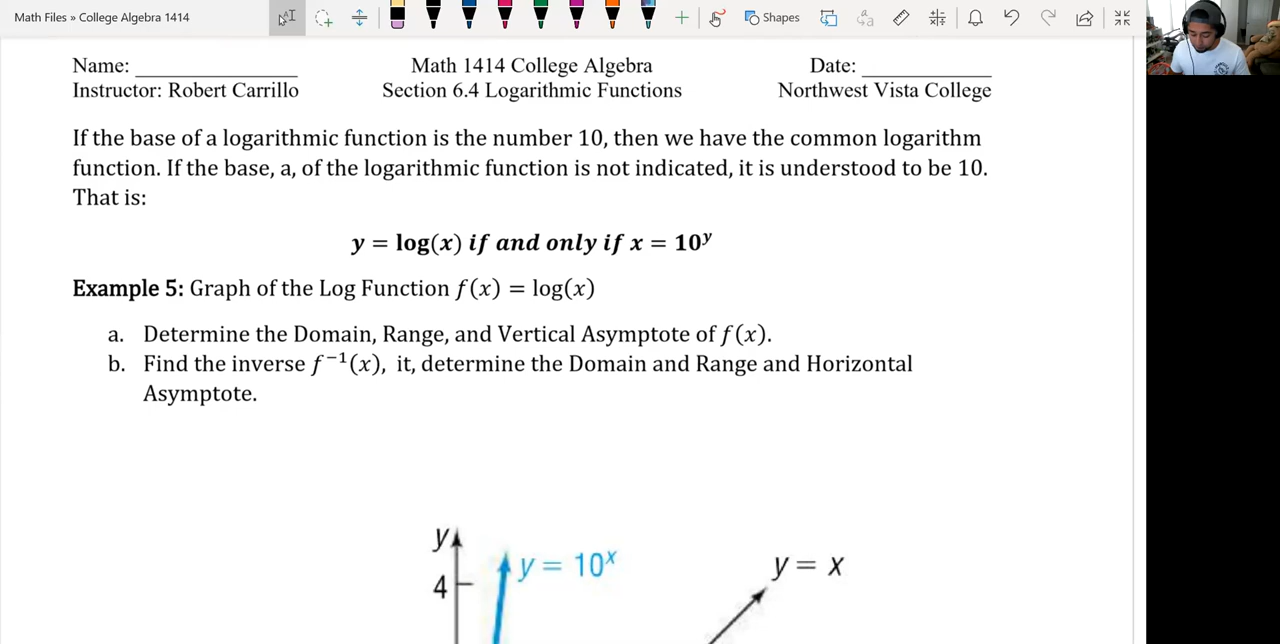 Math Files » College Algebra 1414
Shapes
Name: ______________ Math 1414 College Algebra Date: ___________
Instructor: Robert Carrillo Section 6.4 Logarithmic Functions Northwest Vista College
If the base of a logarithmic function is the number 10, then we have the common logarithm
function. If the base, a, of the logarithmic function is not indicated, it is understood to be 10.
That is:
y = log(x) if and only if x = 10ʸ
Example 5: Graph of the Log Function f(x) = log(x)
a. Determine the Domain, Range, and Vertical Asymptote of f(x).
b. Find the inverse f⁻¹(x), it, determine the Domain and Range and Horizontal
Asymptote.
y
y = 10ˣ
y = x
4